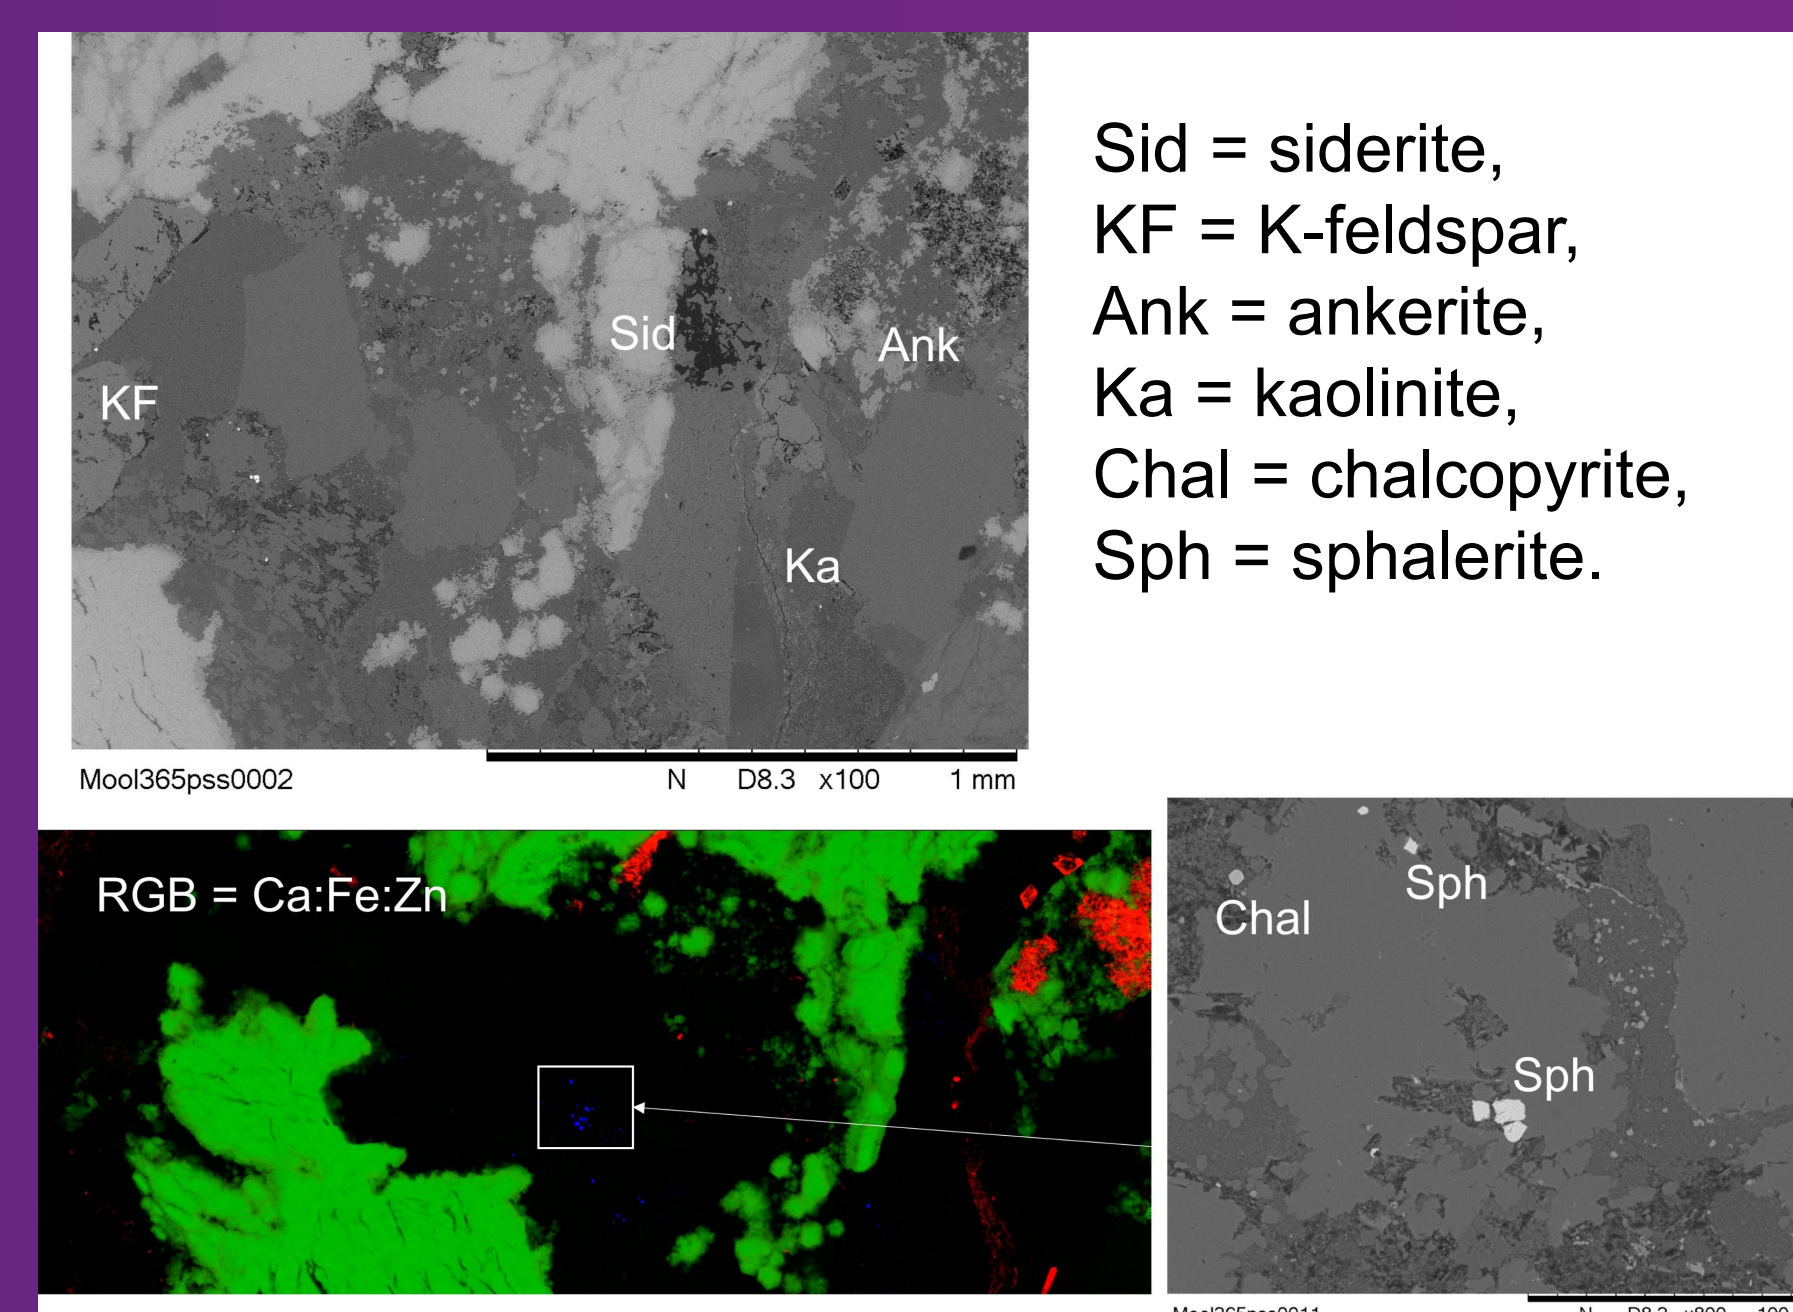 Sid = siderite,
KF = K-feldspar,
Ank = ankerite,
Ka = kaolinite,
Chal = chalcopyrite,
Sph = sphalerite.
Sid
Ank
KF
Ka
Mool365pss0002 N D8.3 x100 1 mm
RGB = Ca:Fe:Zn
Sph
Chal
Sph